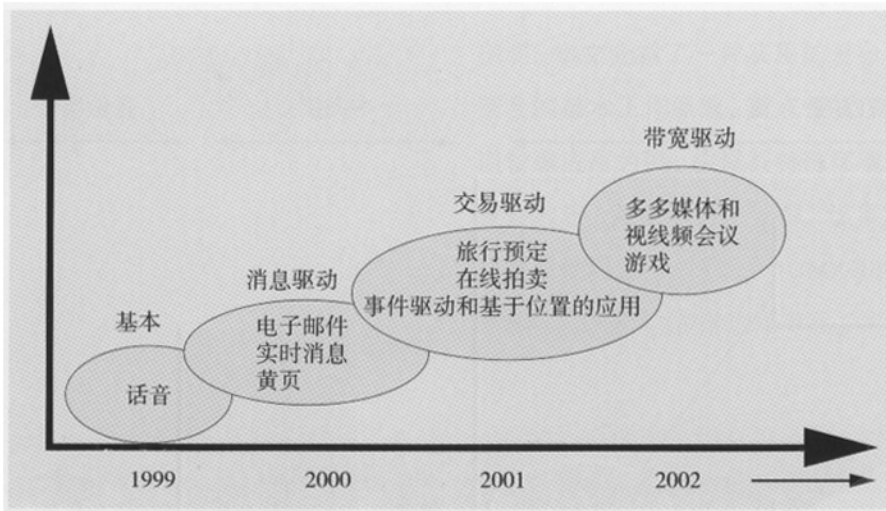 带宽驱动
交易驱动
多多媒体和
视线频会议
游戏
消息驱动
旅行预定
在线拍卖
事件驱动和基于位置的应用
基本
电子邮件
实时消息
黄页
话音
1999
2000
2001
2002